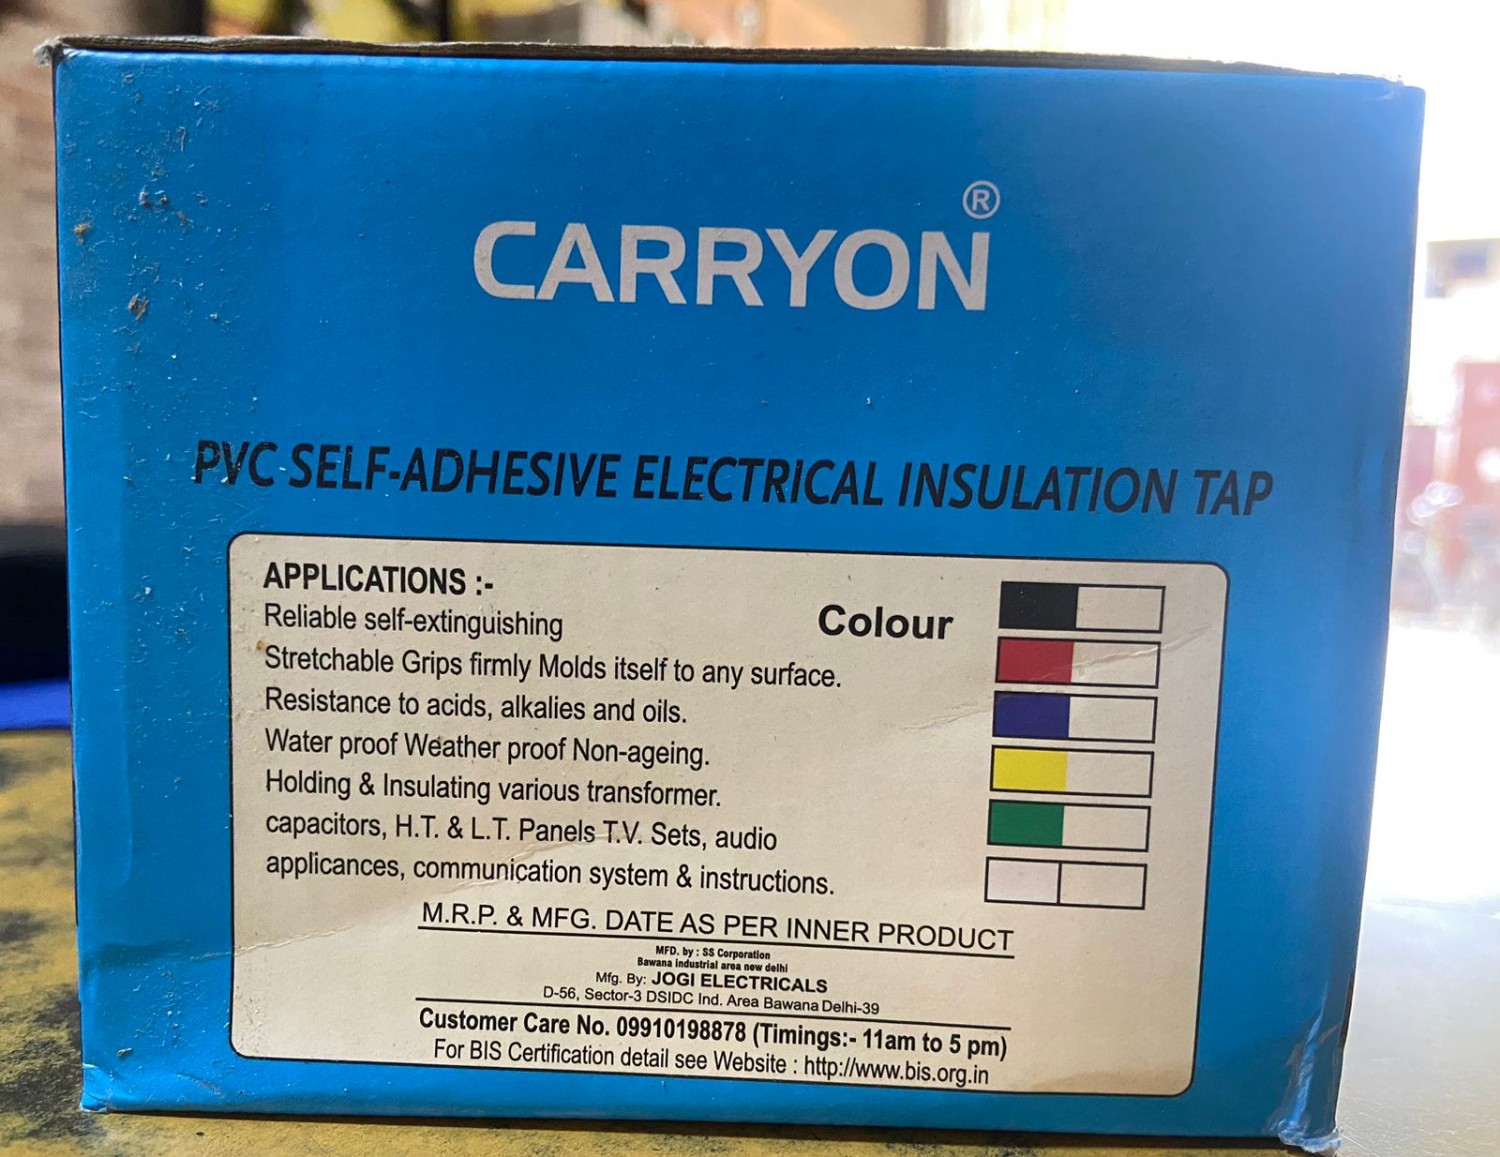 CARRYON®
PVC SELF-ADHESIVE ELECTRICAL INSULATION TAP
APPLICATIONS :-
Reliable self-extinguishing
Colour
Stretchable Grips firmly Molds itself to any surface.
Resistance to acids, alkalies and oils.
Water proof Weather proof Non-ageing.
Holding & Insulating various transformer.
capacitors, H.T. & L.T. Panels T.V. Sets, audio
applicances, communication system & instructions.
M.R.P. & MFG. DATE AS PER INNER PRODUCT
MFD. by : SS Corporation
Bawana industrial area new delhi
Mfg. By: JOGI ELECTRICALS
D-56, Sector-3 DSIDC Ind. Area Bawana Delhi-39
Customer Care No. 09910198878 (Timings:- 11am to 5 pm)
For BIS Certification detail see Website : http://www.bis.org.in